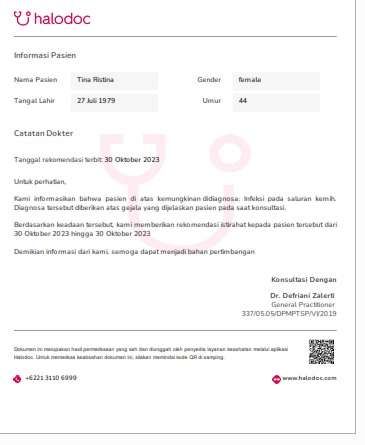 halodoc
Informasi Pasien
Nama Pasien Tina Ristina Gender female
Tangal Lahir 27 Juli 1979 Umur 44
Catatan Dokter
Tanggal rekomendasi terbit: 30 Oktober 2023
Untuk perhatian,
Kami informasikan bahwa pasien di atas kemungkinan didiagnosa: Infeksi pada saluran kemih.
Diagnosa tersebut diberikan atas gejala yang dijelaskan pasien pada saat konsultasi.
Berdasarkan keadaan tersebut, kami memberikan rekomendasi istirahat kepada pasien tersebut dari
30 Oktober 2023 hingga 30 Oktober 2023
Demikian informasi dari kami, semoga dapat menjadi bahan pertimbangan
Konsultasi Dengan
Dr. Defriani Zalerti
General Practitioner
337/05.05/DPMPTSP/VI/2019
Dokumen ini merupakan hasil pemeriksaan yang sah dan diunggah oleh penyedia layanan kesehatan melalui aplikasi
Halodoc. Untuk memeriksa keabsahan dokumen ini, silakan memindai kode QR di samping.
+6221 3110 6999 www.halodoc.com